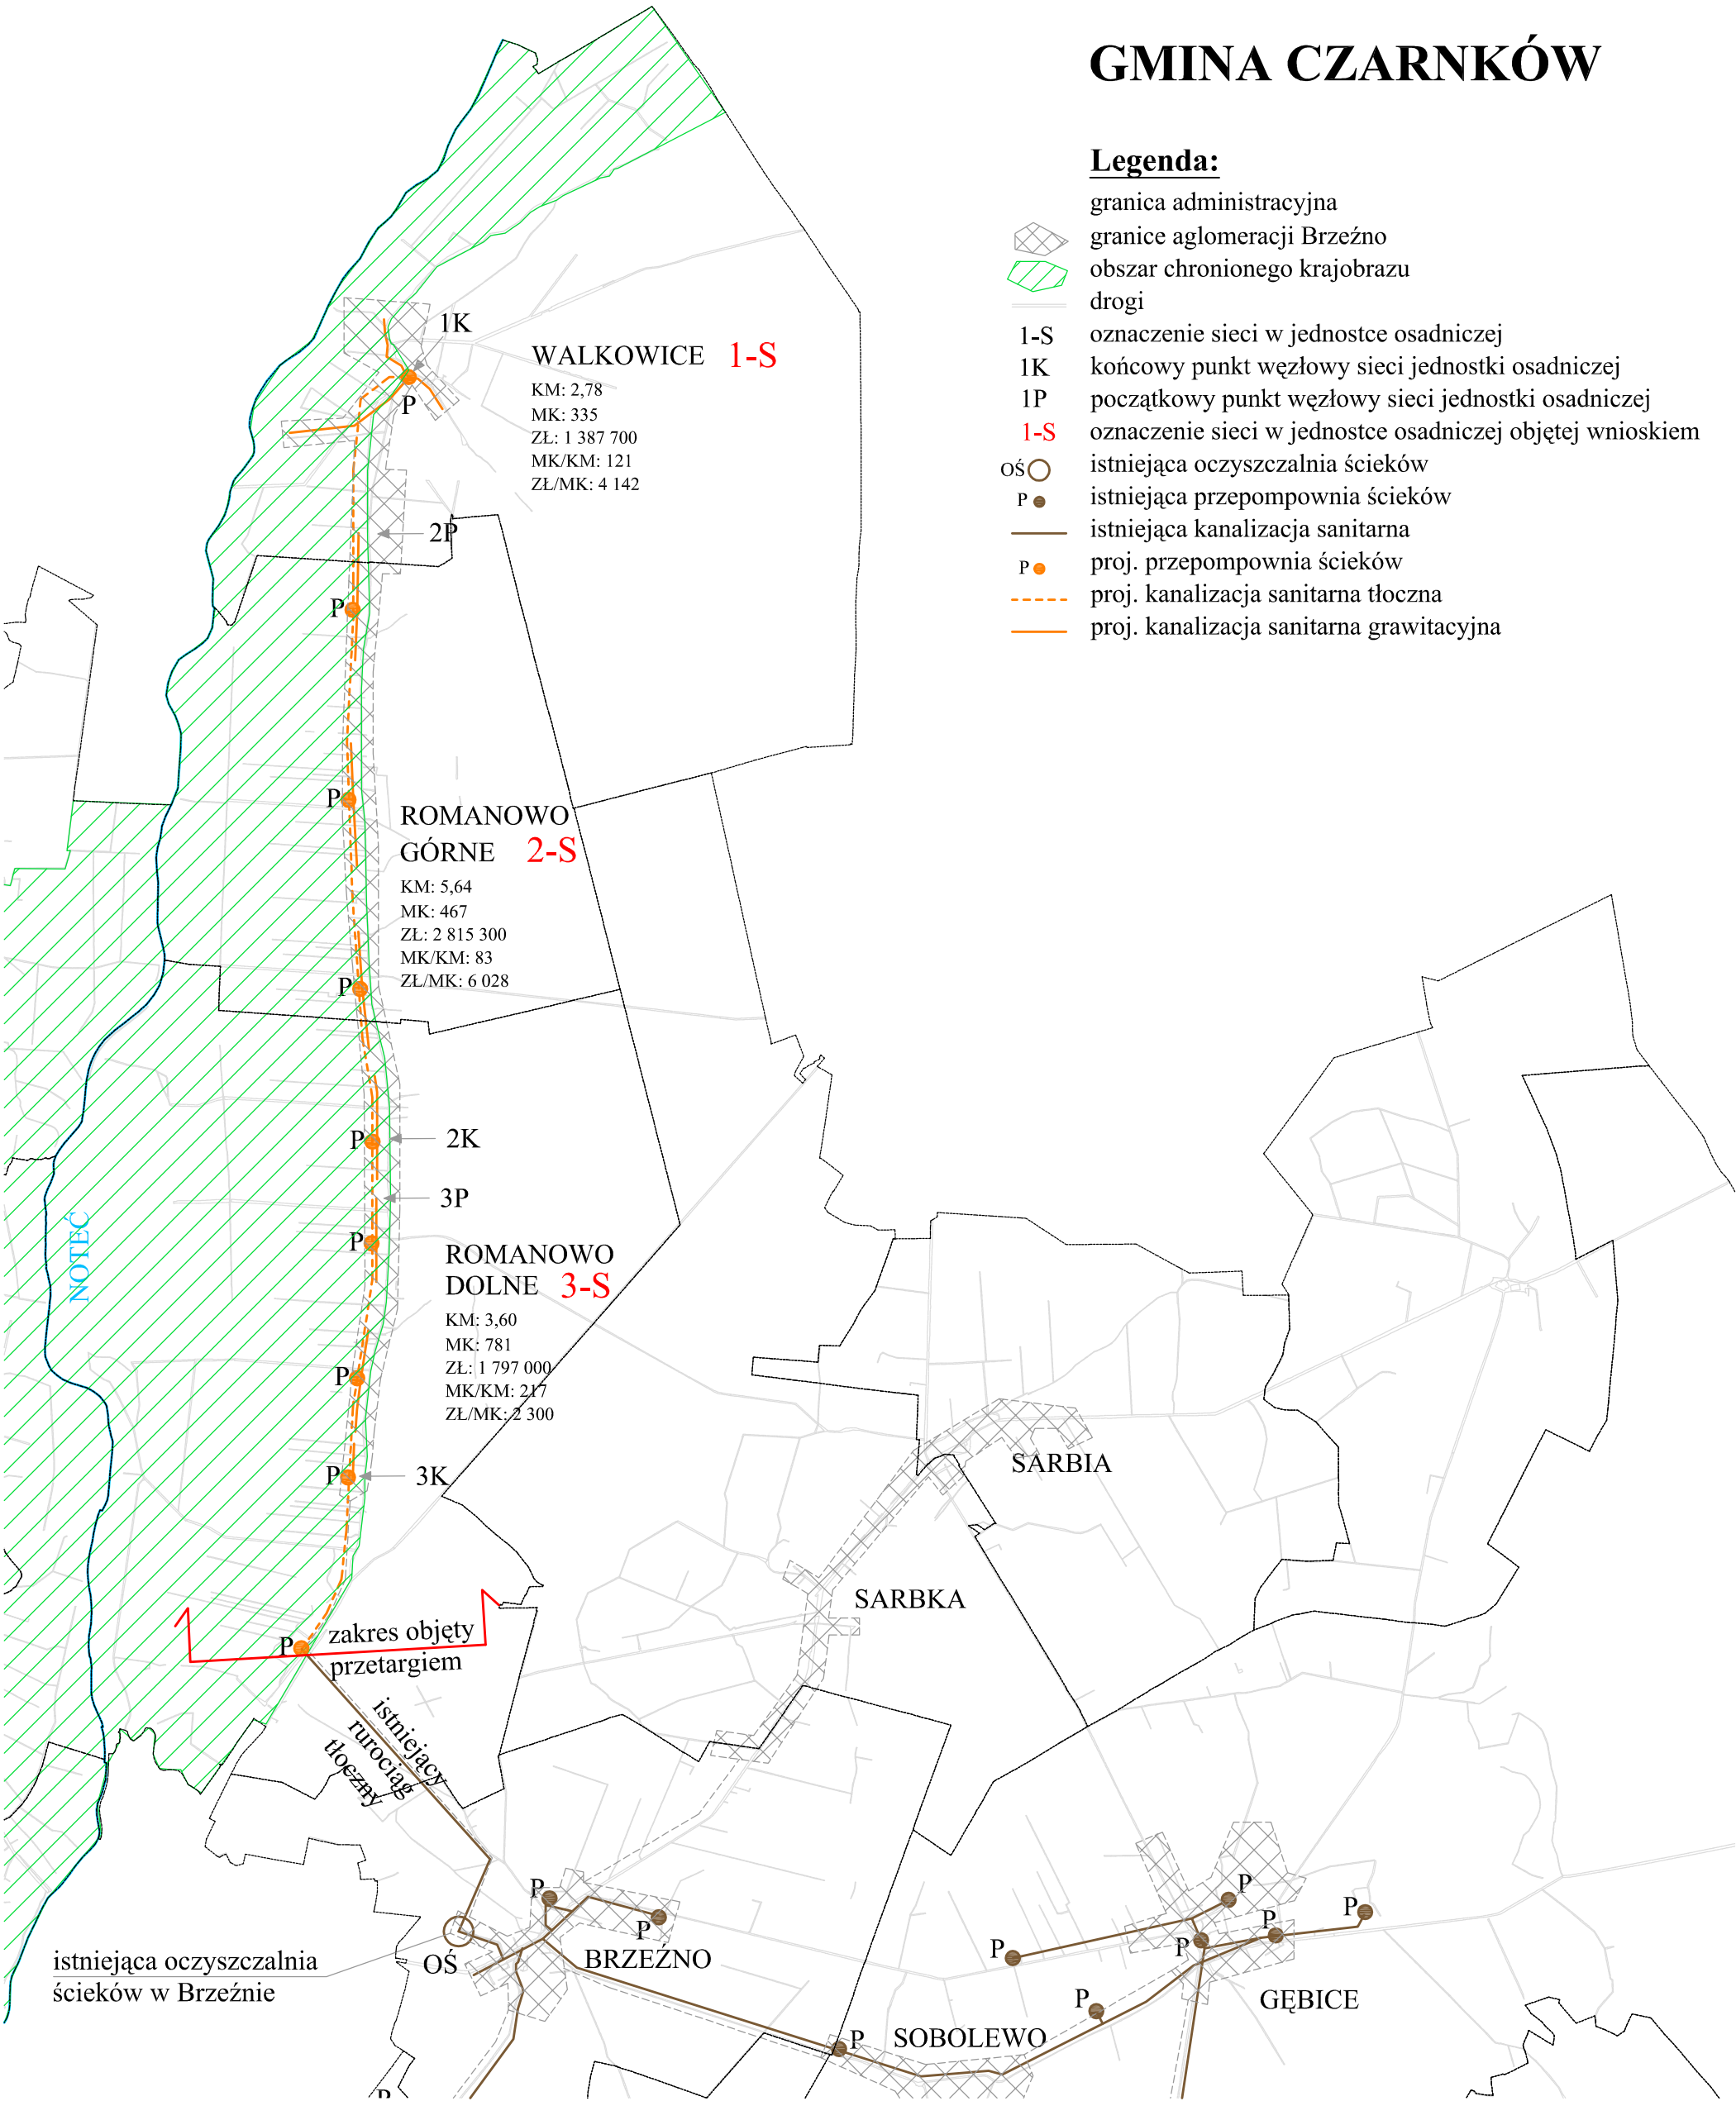 GMINA CZARNKÓW
Legenda:
granica administracyjna
granice aglomeracji Brzeźno
obszar chronionego krajobrazu
drogi
1-S oznaczenie sieci w jednostce osadniczej
1K końcowy punkt węzłowy sieci jednostki osadniczej
1P początkowy punkt węzłowy sieci jednostki osadniczej
1-S oznaczenie sieci w jednostce osadniczej objętej wnioskiem
OŚ istniejąca oczyszczalnia ścieków
P istniejąca przepompownia ścieków
istniejąca kanalizacja sanitarna
P proj. przepompownia ścieków
proj. kanalizacja sanitarna tłoczna
proj. kanalizacja sanitarna grawitacyjna
1K
P
WALKOWICE 1-S
KM: 2,78
MK: 335
ZŁ: 1 387 700
MK/KM: 121
ZŁ/MK: 4 142
2P
P
P
ROMANOWO
GÓRNE 2-S
KM: 5,64
MK: 467
ZŁ: 2 815 300
MK/KM: 83
ZŁ/MK: 6 028
P
P
2K
3P
P
NOTEĆ
ROMANOWO
DOLNE 3-S
KM: 3,60
MK: 781
ZŁ: 1 797 000
MK/KM: 217
ZŁ/MK: 2 300
P
P
3K
SARBIA
SARBKA
P
zakres objęty
przetargiem
istniejący
rurociąg
tłoczny
P
P
BRZEŹNO
OŚ
istniejąca oczyszczalnia
ścieków w Brzeźnie
P
P
P
P
P
P
GĘBICE
P
SOBOLEWO
P